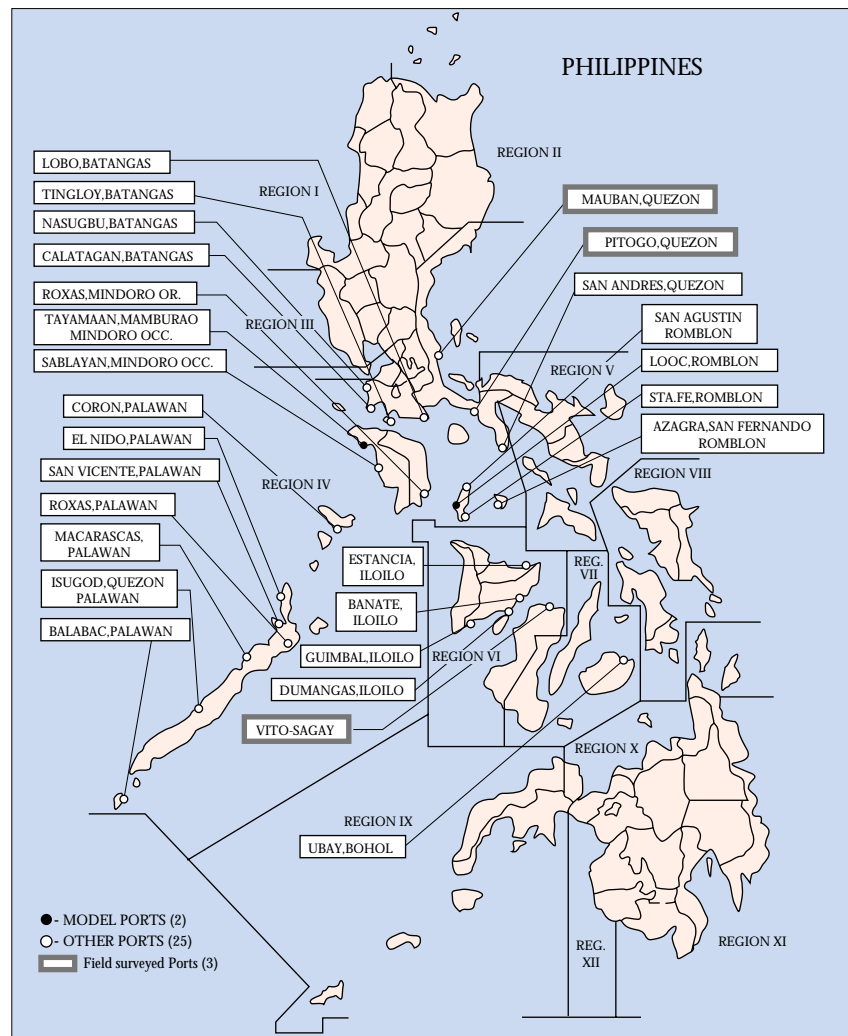 PHILIPPINES
REGION II
REGION I
LOBO,BATANGAS
TINGLOY,BATANGAS
NASUGBU,BATANGAS
CALATAGAN,BATANGAS
ROXAS,MINDORO OR.
TAYAMAAN,MAMBURAO
MINDORO OCC.
REGION III
SABLAYAN,MINDORO OCC.
CORON,PALAWAN
EL NIDO,PALAWAN
SAN VICENTE,PALAWAN
REGION IV
ROXAS,PALAWAN
MACARASCAS,
PALAWAN
ISUGOD,QUEZON
PALAWAN
BALABAC,PALAWAN
MAUBAN,QUEZON
PITOGO,QUEZON
SAN ANDRES,QUEZON
SAN AGUSTIN
ROMBLON
REGION V
LOOC,ROMBLON
STA.FE,ROMBLON
AZAGRA,SAN FERNANDO
ROMBLON
REGION VIII
ESTANCIA,
ILOILO
REG.
VII
BANATE,
ILOILO
GUIMBAL,ILOILO
REGION VI
DUMANGAS,ILOILO
VITO-SAGAY
REGION X
REGION IX
UBAY,BOHOL
REGION XI
REG.
XII
- MODEL PORTS (2)
- OTHER PORTS (25)
Field surveyed Ports (3)